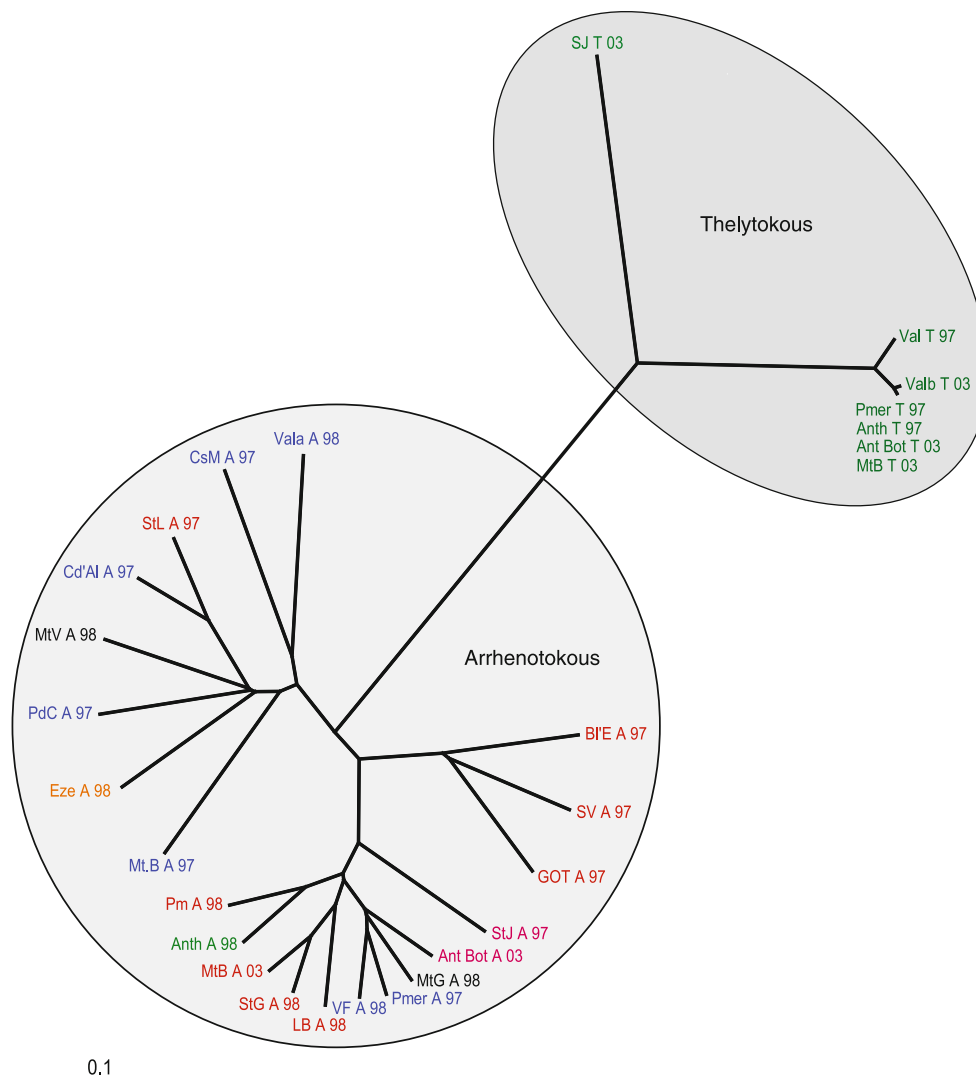 SJ T 03
Thelytokous
Val T 97
Valb T 03
Pmer T 97
Anth T 97
Ant Bot T 03
MtB T 03
Vala A 98
CsM A 97
StL A 97
Cd'Al A 97
MtV A 98
Arrhenotokous
PdC A 97
Bl'E A 97
Eze A 98
SV A 97
Mt.B A 97
GOT A 97
Pm A 98
StJ A 97
Anth A 98
Ant Bot A 03
MtB A 03
MtG A 98
StG A 98
Pmer A 97
VF A 98
LB A 98
0.1